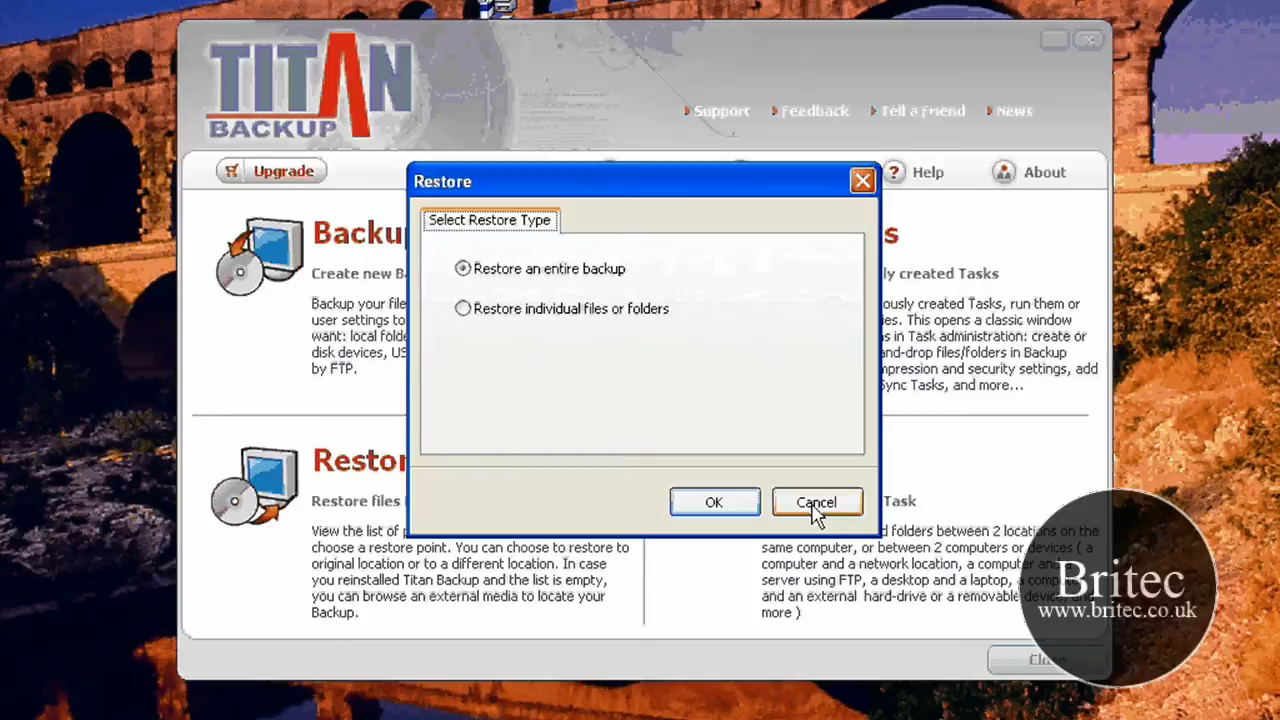 TITAN
BACKUP
Support
Feedback
Tell a Friend
News
Upgrade
Help
About
Restore
Select Restore Type
Restore an entire backup
Restore individual files or folders
OK
Cancel
Backu
Create new B
Backup your file
user settings to
want: local folde
disk devices, US
by FTP.
s
ly created Tasks
ously created Tasks, run them or
ies. This opens a classic window
s in Task administration: create or
-and-drop files/folders in Backup
mpression and security settings, add
Sync Tasks, and more...
Restor
Restore files
View the list of p
choose a restore point. You can choose to restore to
original location or to a different location. In case
you reinstalled Titan Backup and the list is empty,
you can browse an external media to locate your
Backup.
Task
d folders between 2 locations on the
same computer, or between 2 computers or devices ( a
computer and a network location, a computer and a
server using FTP, a desktop and a laptop, a computer
and an external hard-drive or a removable device, and
more )
Close
Britec
www.britec.co.uk